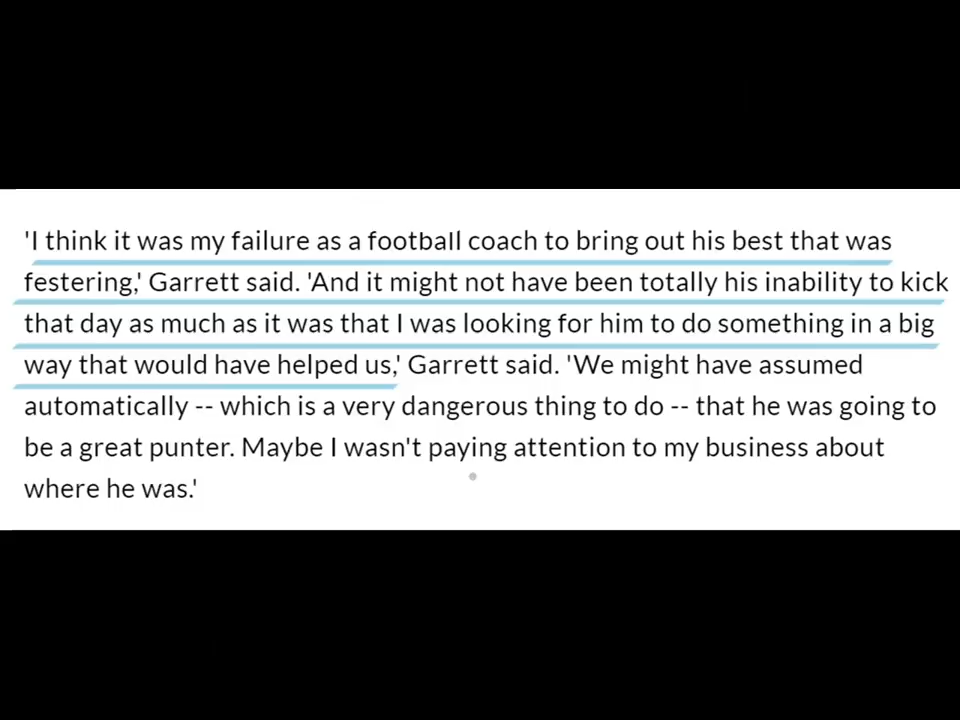 'I think it was my failure as a football coach to bring out his best that was
festering,' Garrett said. 'And it might not have been totally his inability to kick
that day as much as it was that I was looking for him to do something in a big
way that would have helped us,' Garrett said. 'We might have assumed
automatically -- which is a very dangerous thing to do -- that he was going to
be a great punter. Maybe I wasn't paying attention to my business about
where he was.'